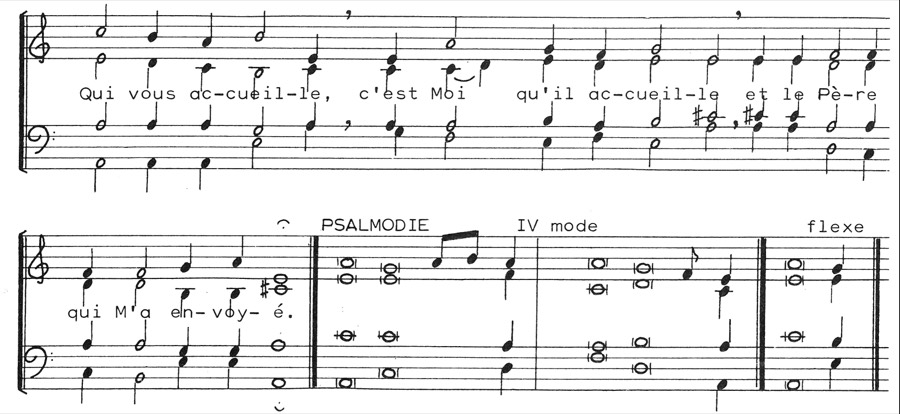 Qui vous ac-cueil-le, c'est Moi qu'il ac-cueil-le et le Pè-re
PSALMODIE IV mode flexe
qui M'a en-voy-é.